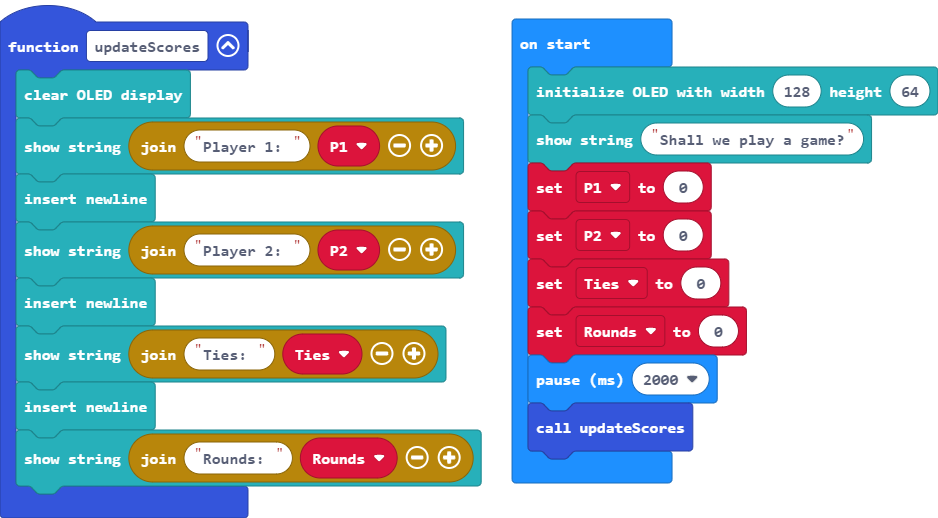 function updateScores
clear OLED display
show string join "Player 1: " P1
insert newline
show string join "Player 2: " P2
insert newline
show string join "Ties: " Ties
insert newline
show string join "Rounds: " Rounds
on start
initialize OLED with width 128 height 64
show string "Shall we play a game?"
set P1 to 0
set P2 to 0
set Ties to 0
set Rounds to 0
pause (ms) 2000
call updateScores